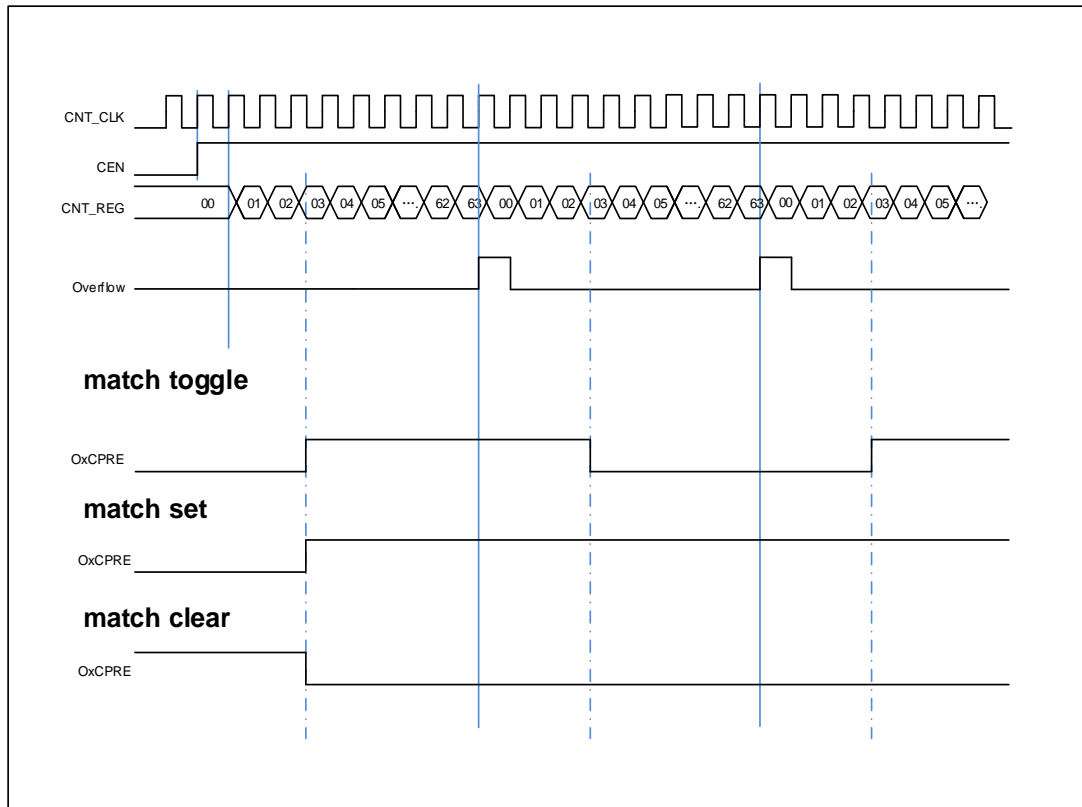 CNT_CLK
CEN
CNT_REG 00 01 02 03 04 05 …. 62 63 00 01 02 03 04 05 …. 62 63 00 01 02 03 04 05 ….
Overflow
match toggle
OxCPRE
match set
OxCPRE
match clear
OxCPRE